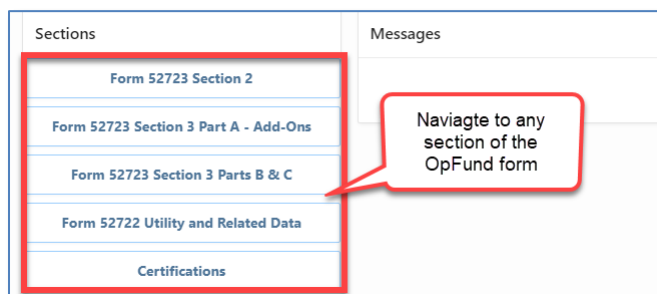 Sections
Messages
Form 52723 Section 2
Form 52723 Section 3 Part A - Add-Ons
Form 52723 Section 3 Parts B & C
Form 52722 Utility and Related Data
Certifications
Naviagte to any
section of the
OpFund form